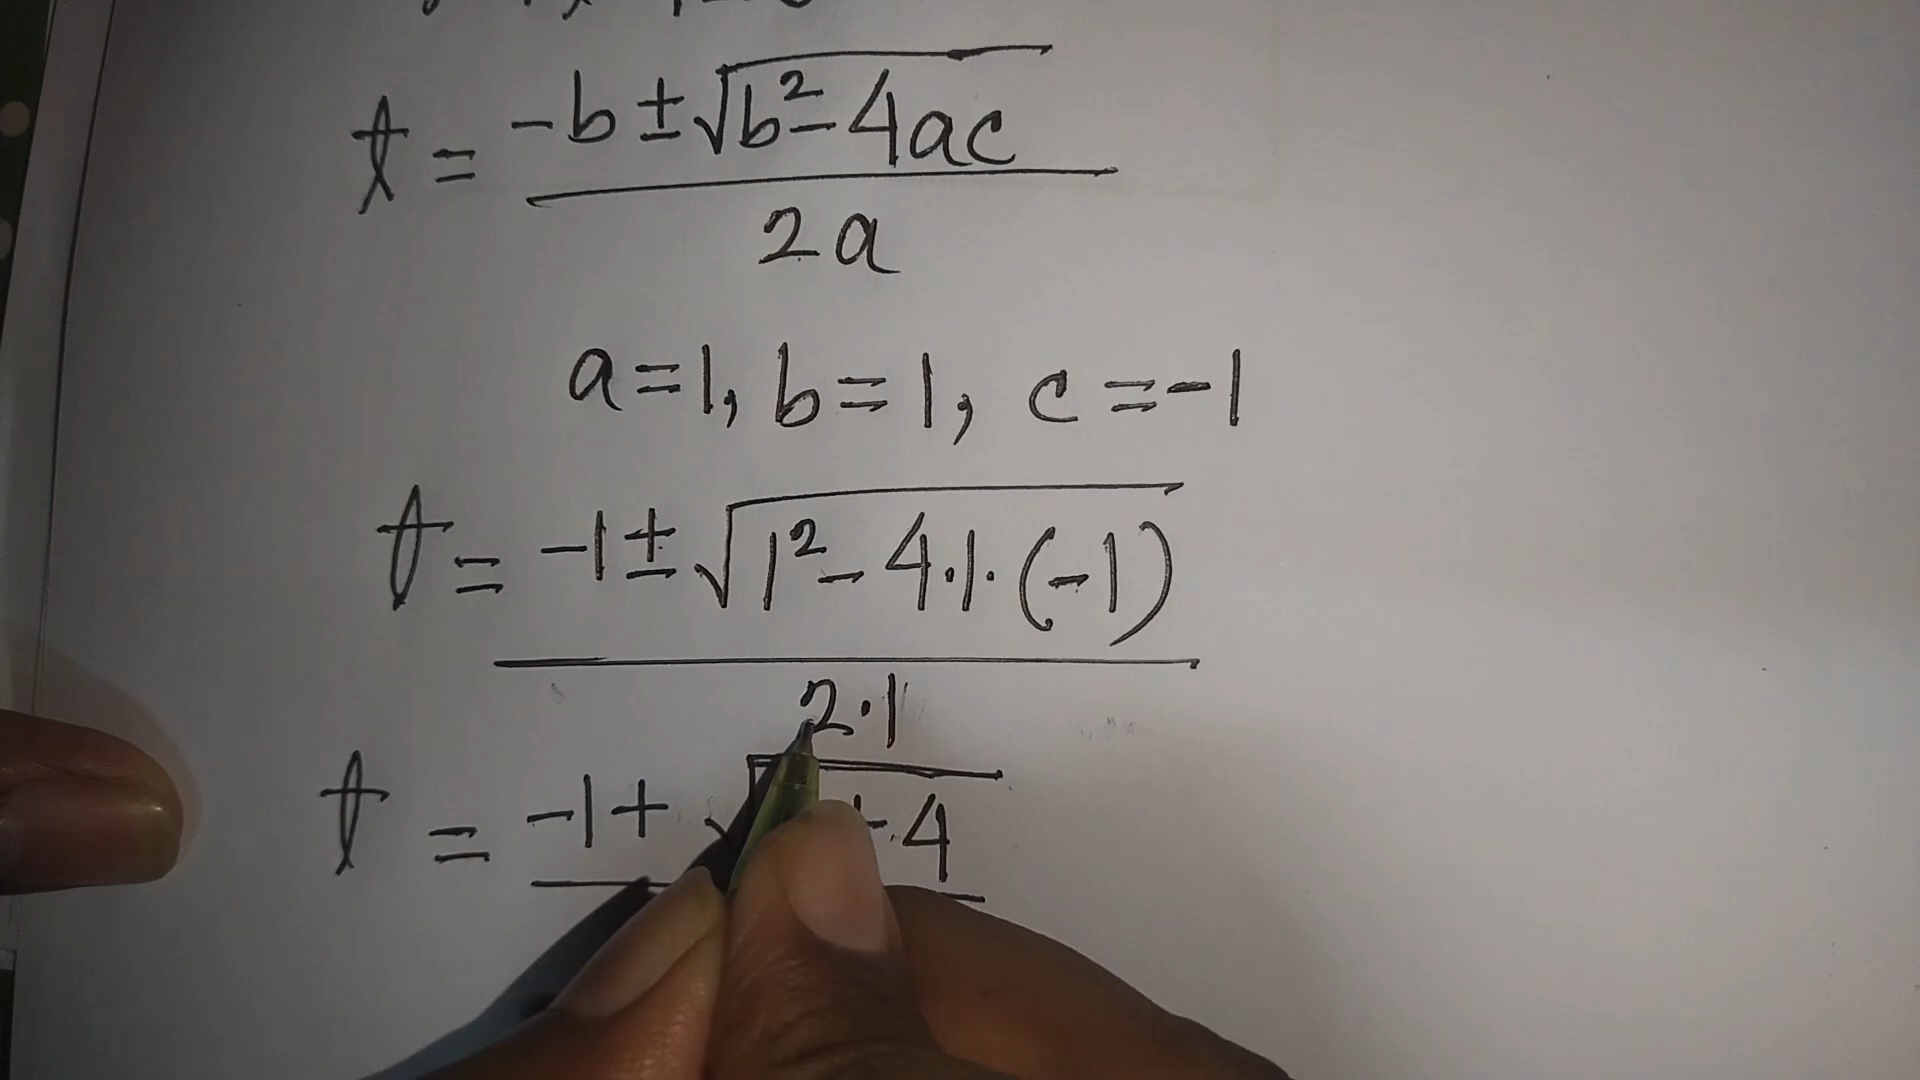 t = -b ± √b² - 4ac
2a
a = 1, b = 1, c = -1
t = -1 ± √1² - 4·1·(-1)
2·1
t = -1 + √ + 4